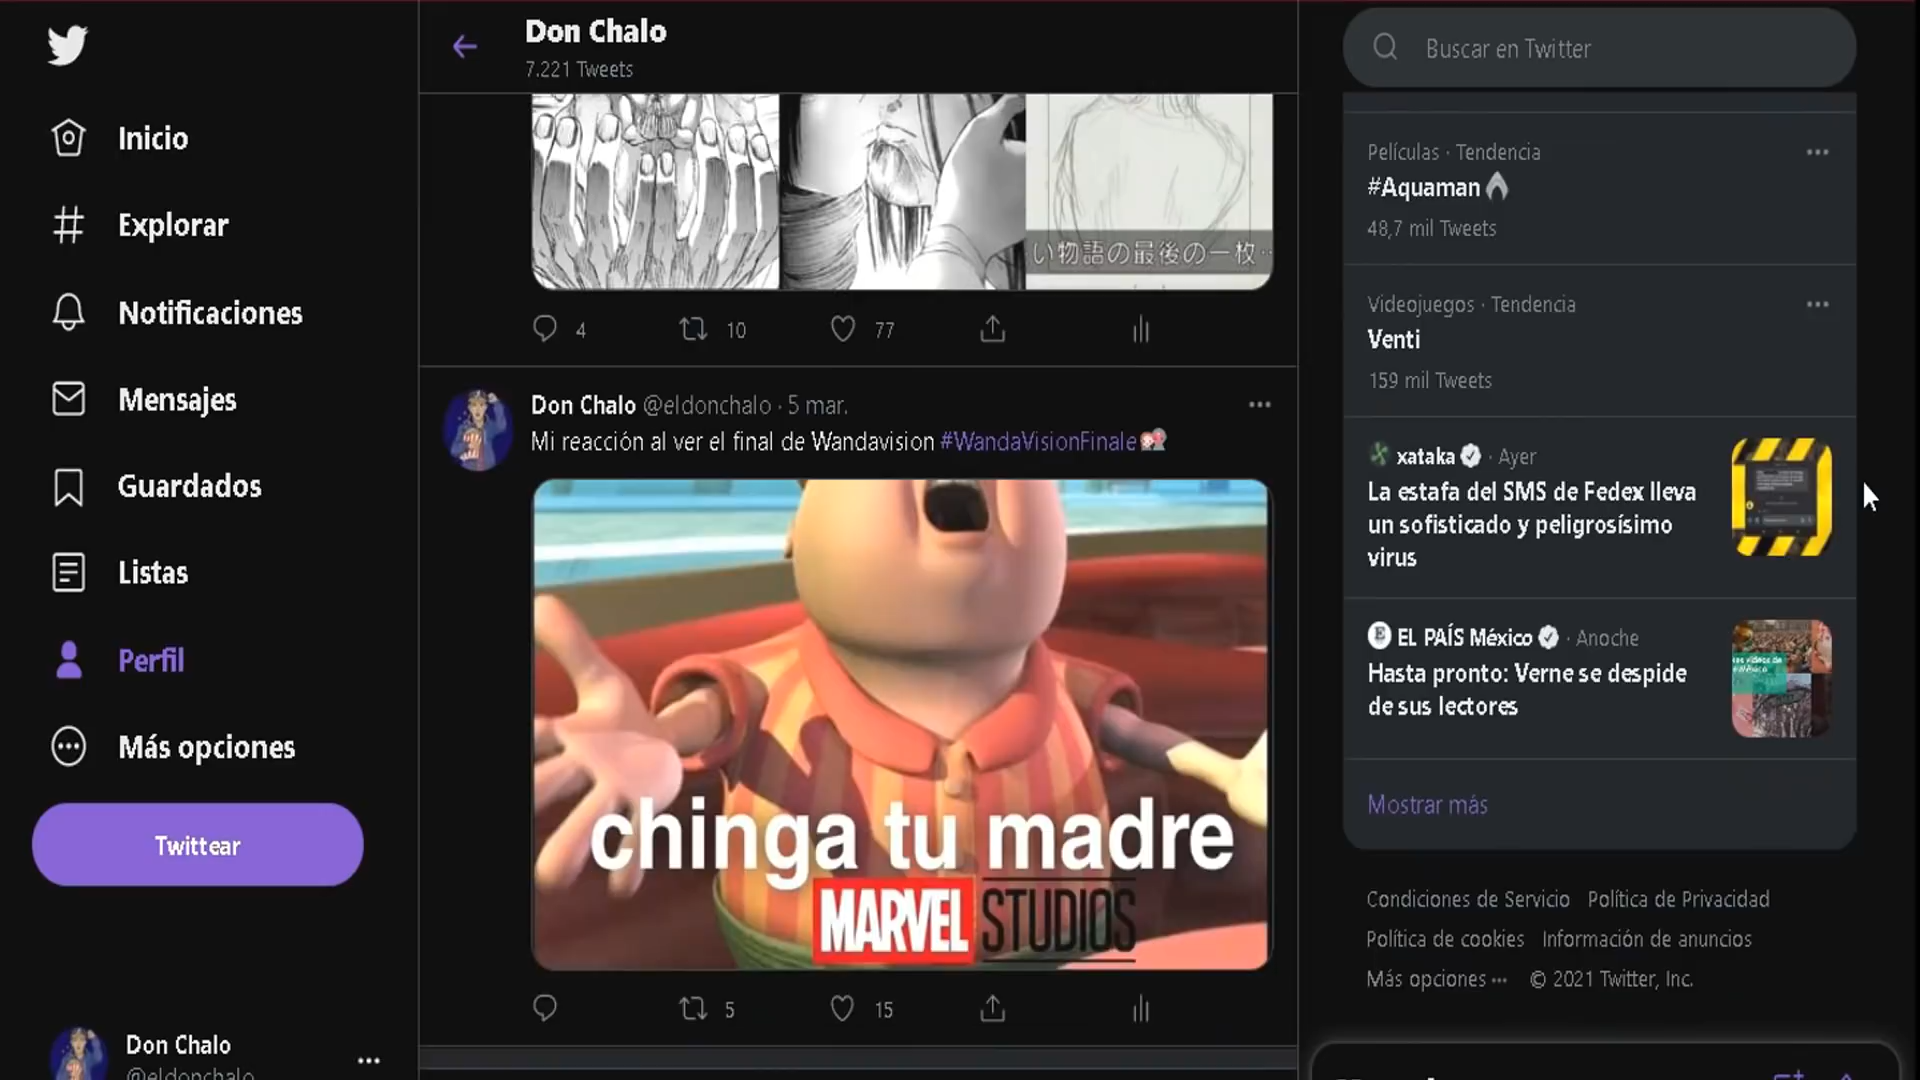 Inicio
Explorar
Notificaciones
Mensajes
Guardados
Listas
Perfil
Más opciones
Twittear
Don Chalo
@eldonchalo
Don Chalo
7.221 Tweets
い物語の最後の一枚‥
4
10
77
Don Chalo @eldonchalo · 5 mar.
Mi reacción al ver el final de Wandavision #WandaVisionFinale
chinga tu madre
MARVEL STUDIOS
5
15
Buscar en Twitter
Películas · Tendencia
#Aquaman
48,7 mil Tweets
Videojuegos · Tendencia
Venti
159 mil Tweets
xataka · Ayer
La estafa del SMS de Fedex lleva
un sofisticado y peligrosísimo
virus
EL PAÍS México · Anoche
Hasta pronto: Verne se despide
de sus lectores
Mostrar más
Condiciones de Servicio Política de Privacidad
Política de cookies Información de anuncios
Más opciones ··· © 2021 Twitter, Inc.